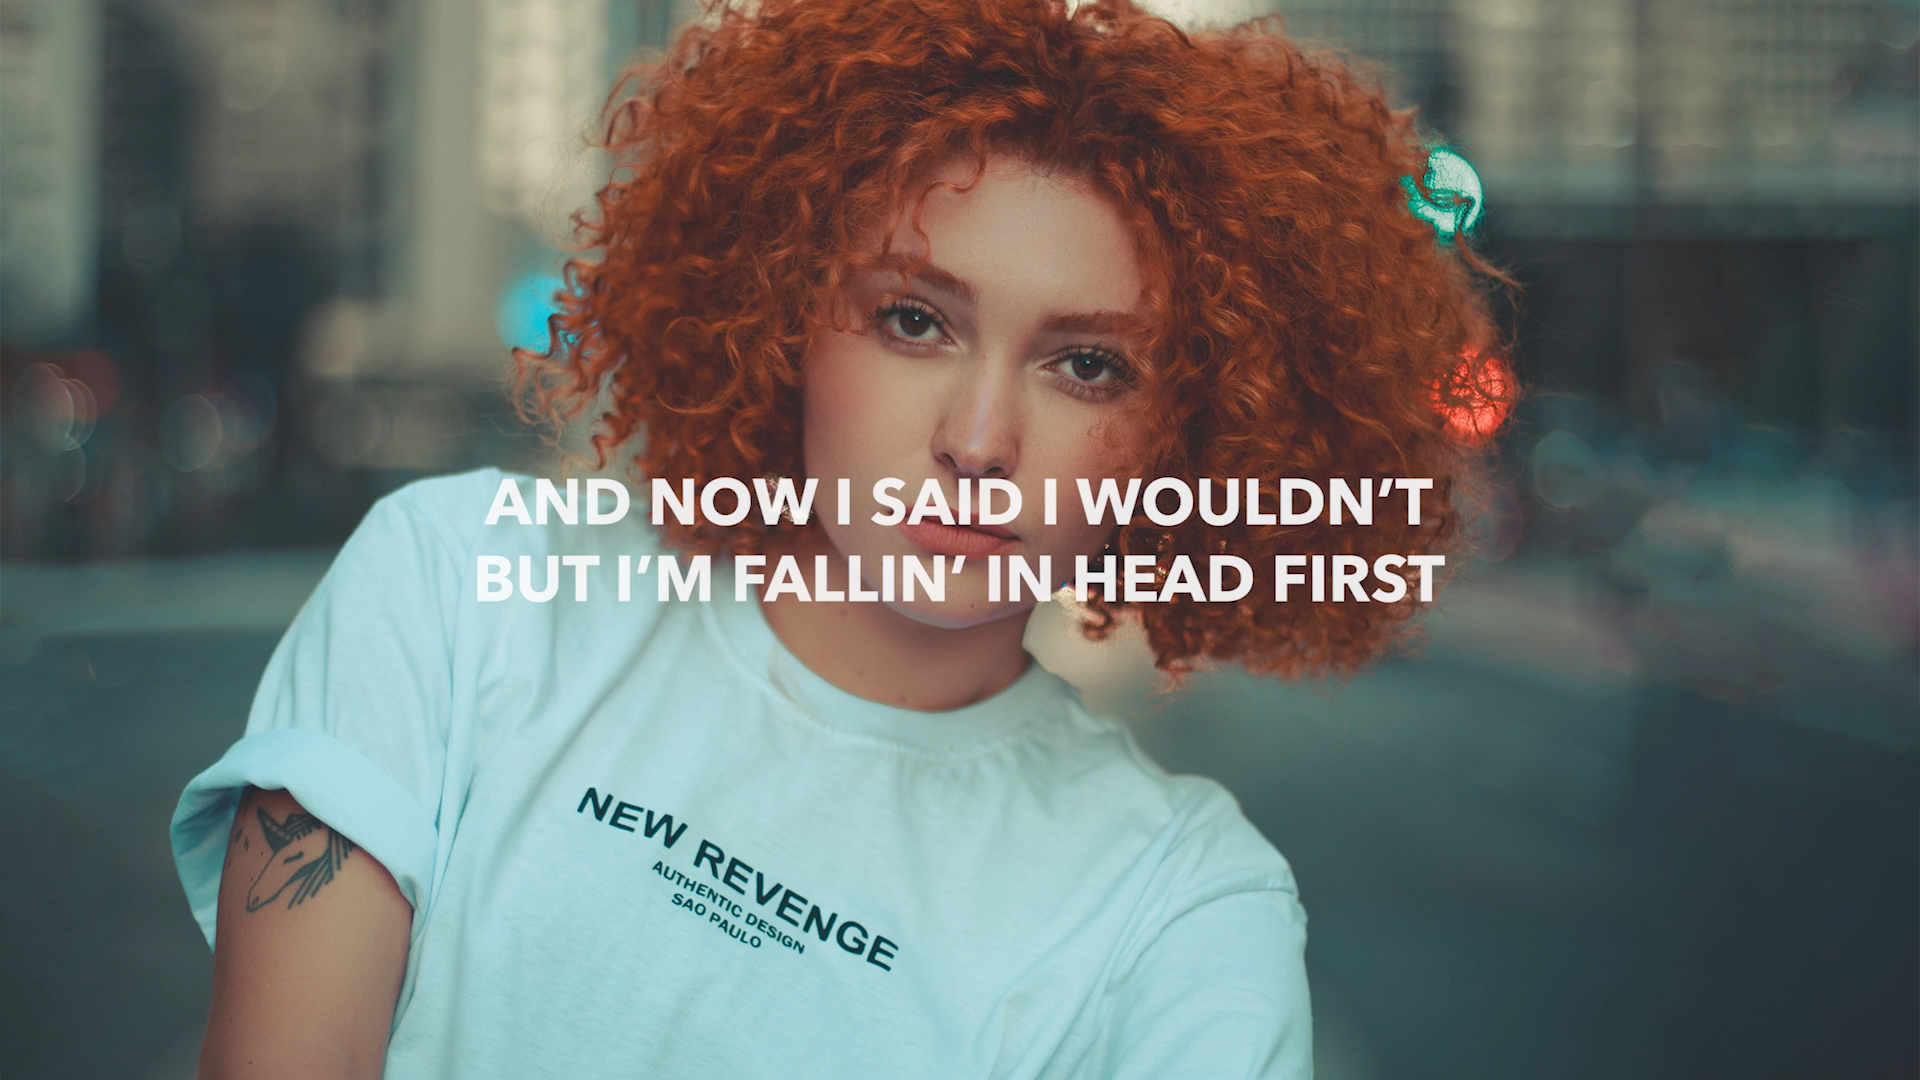 AND NOW I SAID I WOULDN’T
BUT I’M FALLIN’ IN HEAD FIRST
NEW REVENGE
AUTHENTIC DESIGN
SAO PAULO